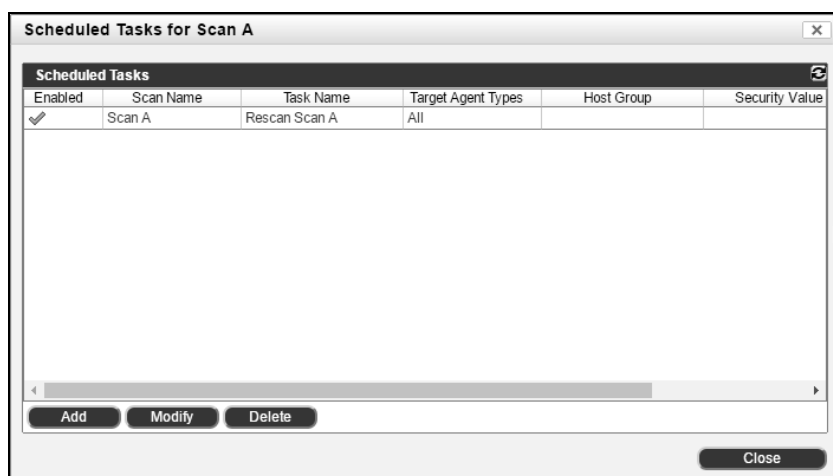 Scheduled Tasks for Scan A
Scheduled Tasks
Enabled Scan Name Task Name Target Agent Types Host Group Security Value
Scan A Rescan Scan A All
Add Modify Delete
Close